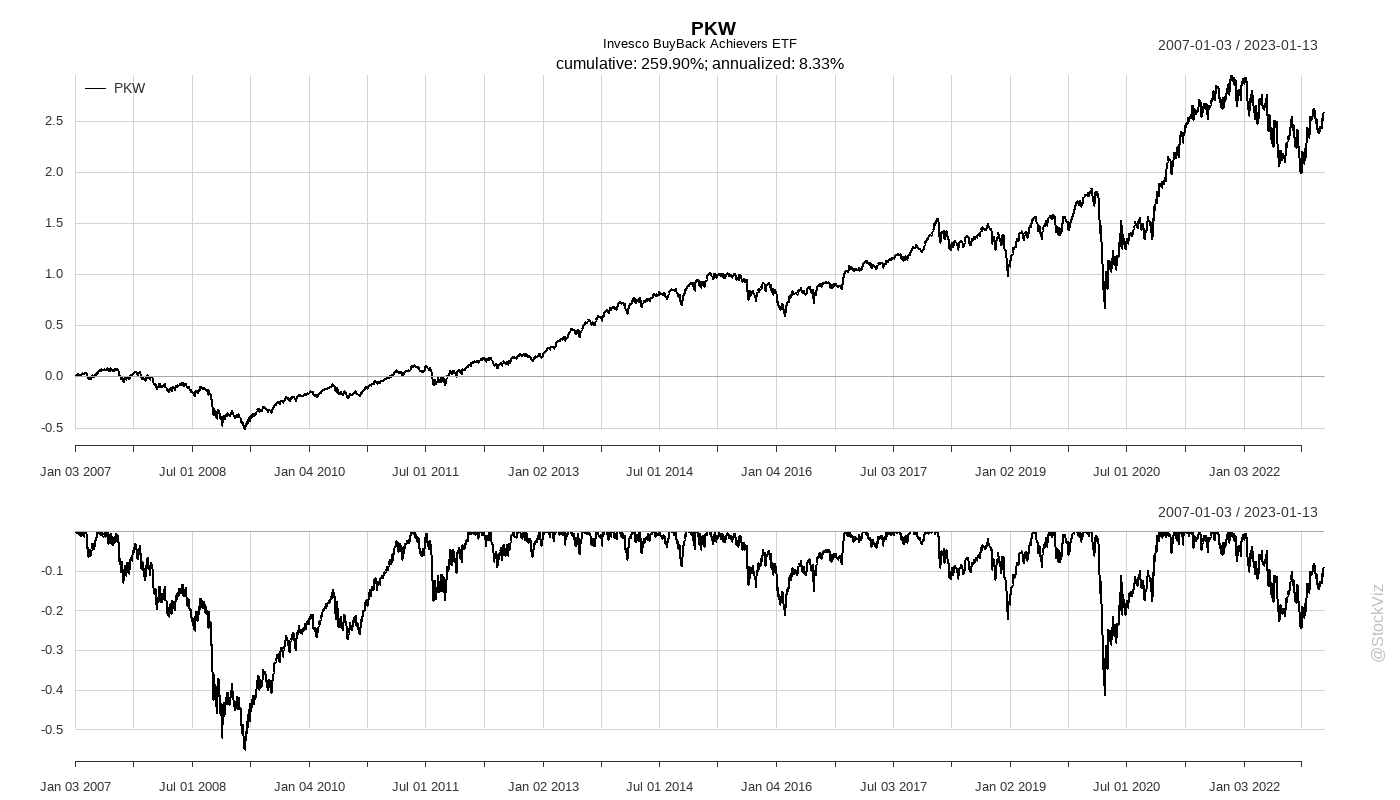 PKW
Invesco BuyBack Achievers ETF
cumulative: 259.90%; annualized: 8.33%
2007-01-03 / 2023-01-13
PKW
2.5
2.0
1.5
1.0
0.5
0.0
-0.5
Jan 03 2007 Jul 01 2008 Jan 04 2010 Jul 01 2011 Jan 02 2013 Jul 01 2014 Jan 04 2016 Jul 03 2017 Jan 02 2019 Jul 01 2020 Jan 03 2022
2007-01-03 / 2023-01-13
-0.1
-0.2
-0.3
-0.4
-0.5
Jan 03 2007 Jul 01 2008 Jan 04 2010 Jul 01 2011 Jan 02 2013 Jul 01 2014 Jan 04 2016 Jul 03 2017 Jan 02 2019 Jul 01 2020 Jan 03 2022
@StockViz